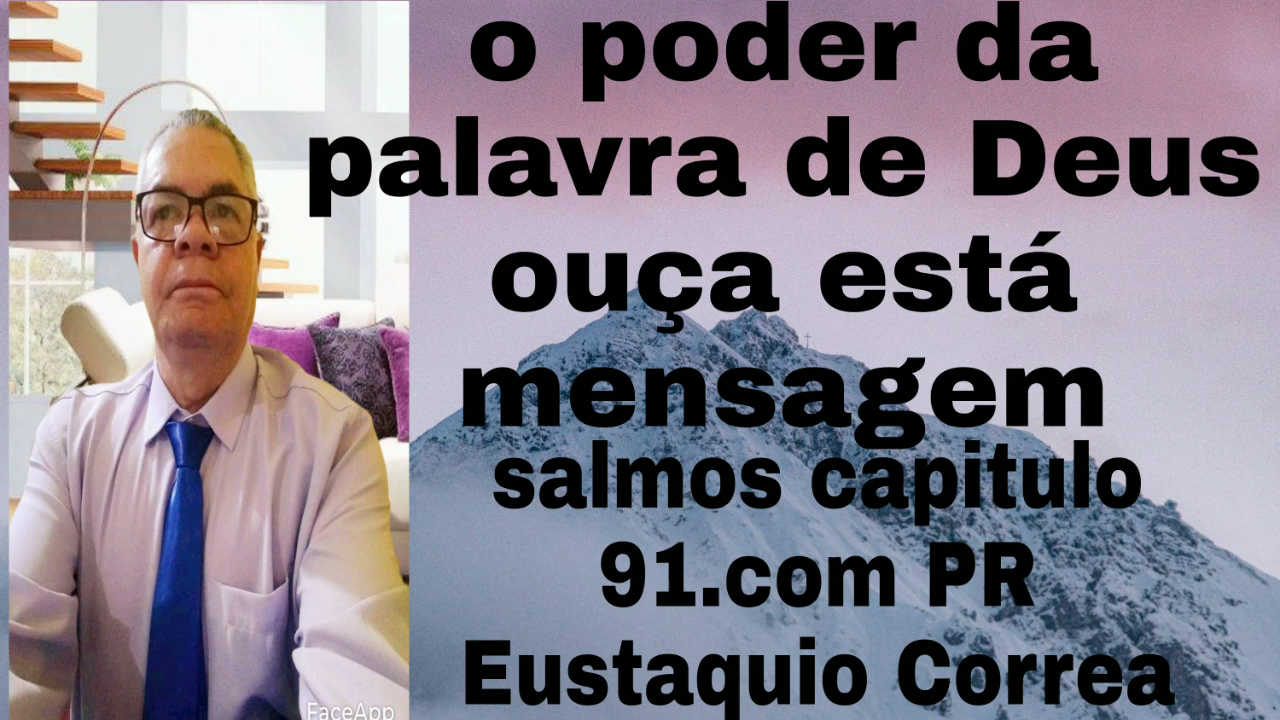 o poder da
palavra de Deus
ouça está
mensagem
salmos capitulo
91.com PR
Eustaquio Correa
FaceApp